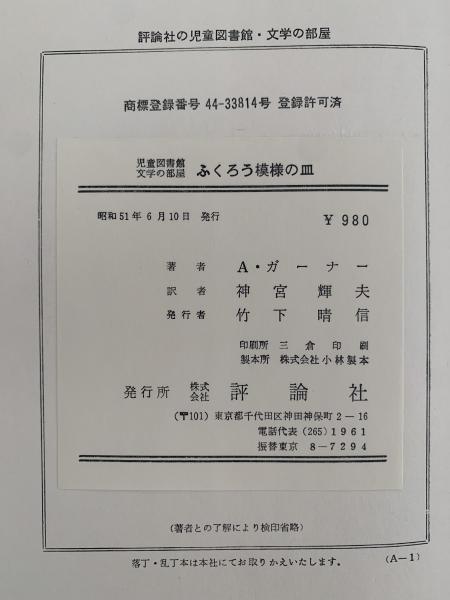 評論社の児童図書館・文学の部屋
商標登録番号 44-33814号 登録許可済
児童図書館
文学の部屋 ふくろう模様の皿
昭和51年6月10日 発行 ¥980
著者 A・ガーナー
訳者 神宮輝夫
発行者 竹下晴信
印刷所 三倉印刷
製本所 株式会社小林製本
発行所 株式会社 評論社
(〒101) 東京都千代田区神田神保町2-16
電話代表 (265) 1961
振替東京 8-7294
(著者との了解により検印省略)
落丁・乱丁本は本社にてお取りかえいたします。 (A-1)